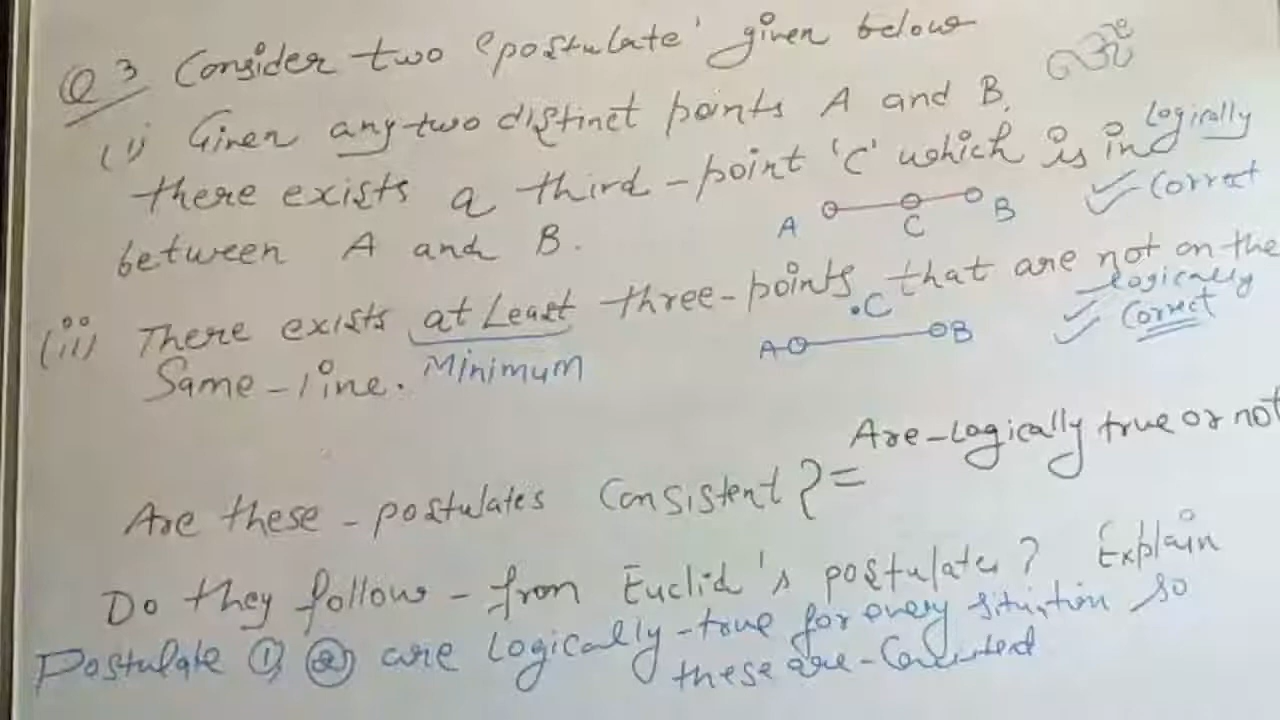 Q 3 Consider two 'postulate' given below
ॐ
(i) Given any two distinct points A and B,
there exists a third-point 'C' which is in
between A and B.
A C B
Logically
Correct
(ii) There exists at Least three-points that are not on the
Same-line. Minimum
.C
A B
logically
Correct
Are these-postulates Consistent? = Are-Logically true or not
Do they follow-from Euclid's postulates? Explain
Postulate ① ② are Logically-true for every situation so
these are-Consistent